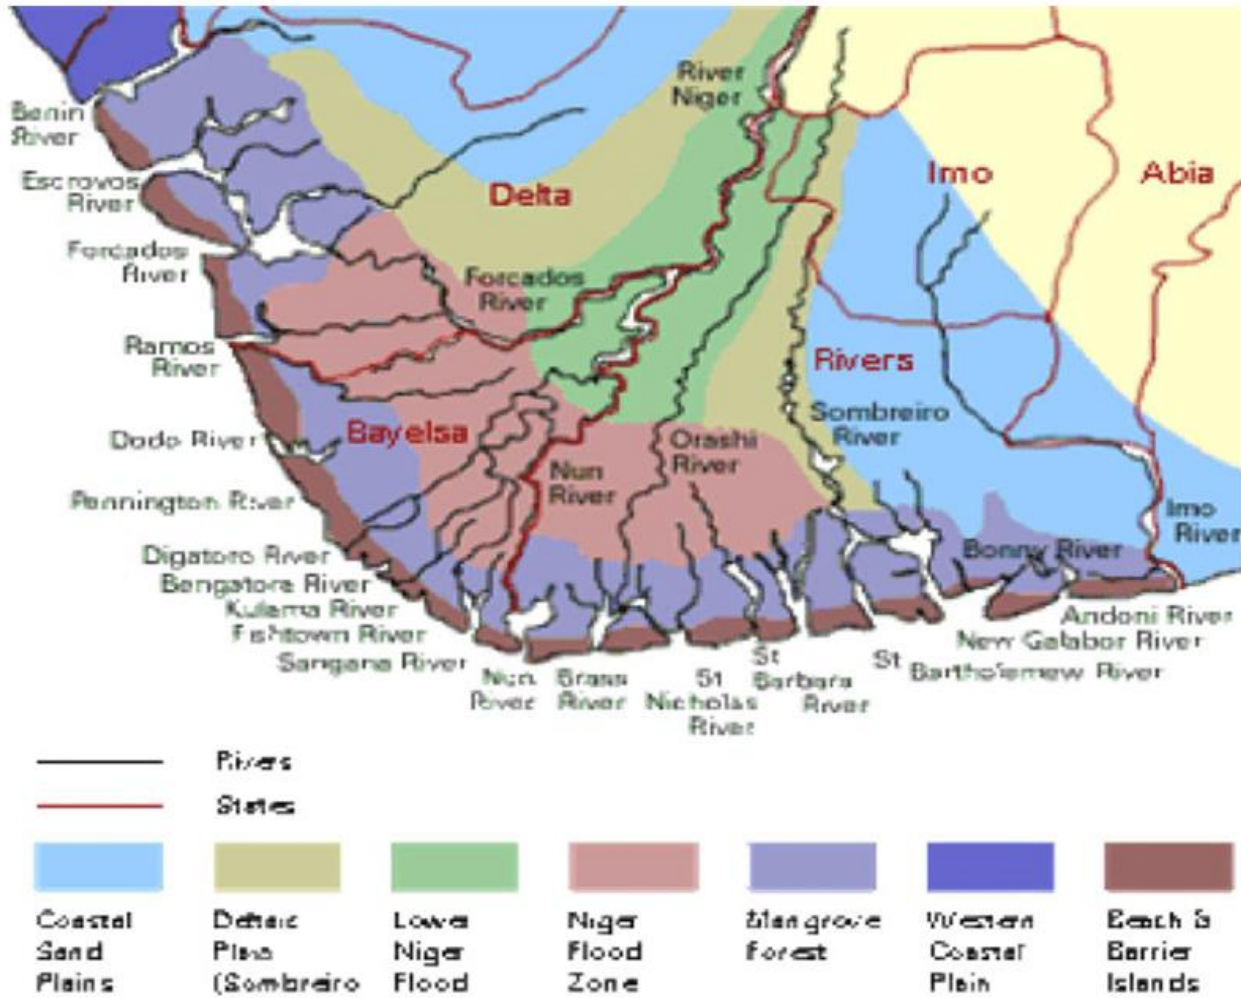 River
Niger
Benin
River
Imo
Abia
Escravos
River
Delta
Forcados
River
Forcados
River
Ramos
River
Rivers
Sombreiro
River
Dodo River
Bayelsa
Orashi
River
Nun
River
Pennington River
Imo
River
Digatoro River
Bonny River
Bengatora River
Kulama River
Fishtown River
Sangana River
Andoni River
New Calabar River
St
Bartholomew River
Nun
River
Brass
River
St
Nicholas
River
St
Barbara
River
Rivers
States
Coastal
Sand
Plains
Deltaic
Plain
(Sombreiro
Lower
Niger
Flood
Niger
Flood
Zone
Mangrove
Forest
Western
Coastal
Plain
Beach &
Barrier
Islands